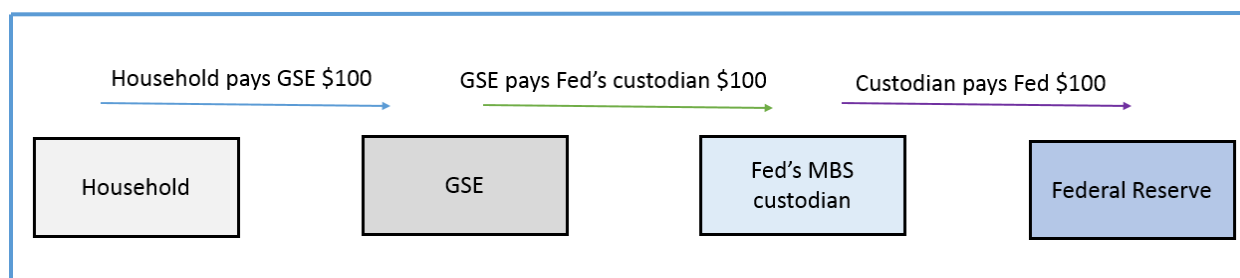 Household pays GSE $100
GSE pays Fed's custodian $100
Custodian pays Fed $100
Household
GSE
Fed's MBS
custodian
Federal Reserve